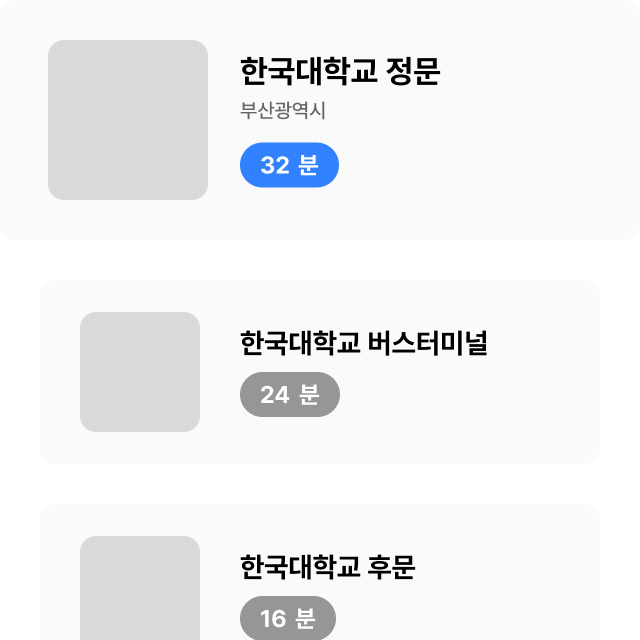 한국대학교 정문
부산광역시
32 분
한국대학교 버스터미널
24 분
한국대학교 후문
16 분